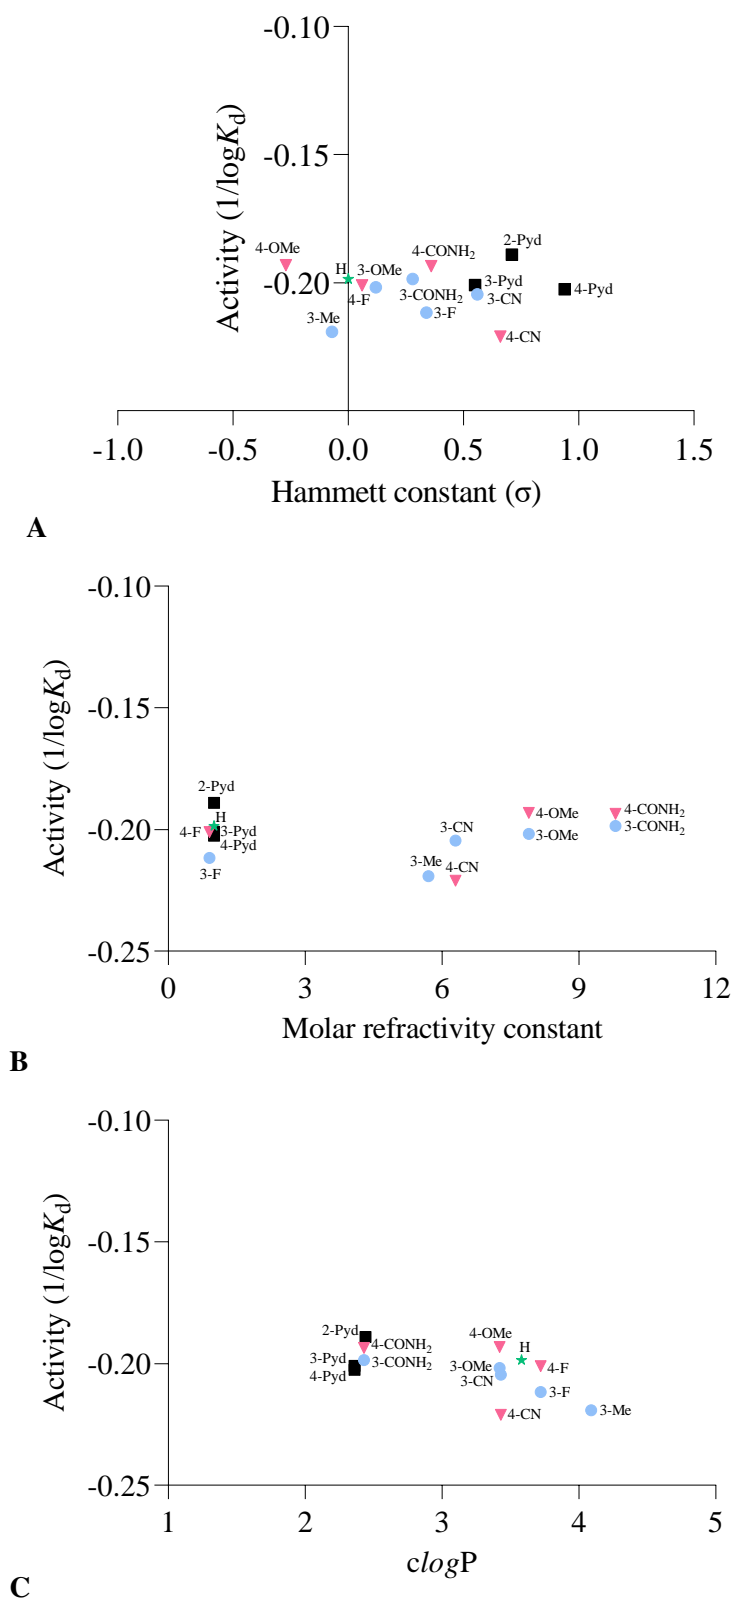 -0.10
-0.15
-0.20
Activity (1/logKd)
2-Pyd
4-OMe
4-CONH2
H
3-OMe
3-Pyd
4-Pyd
4-F
3-CONH2
3-CN
3-Me
3-F
4-CN
-1.0 -0.5 0.0 0.5 1.0 1.5
Hammett constant (σ)
A
-0.10
-0.15
-0.20
-0.25
Activity (1/logKd)
2-Pyd
H
4-F
3-Pyd
4-Pyd
3-F
3-CN
3-Me
4-CN
4-OMe
3-OMe
4-CONH2
3-CONH2
0 3 6 9 12
Molar refractivity constant
B
-0.10
-0.15
-0.20
-0.25
Activity (1/logKd)
2-Pyd
4-CONH2
3-Pyd
3-CONH2
4-Pyd
4-OMe
H
3-OMe
4-F
3-CN
3-F
4-CN
3-Me
1 2 3 4 5
clogP
C